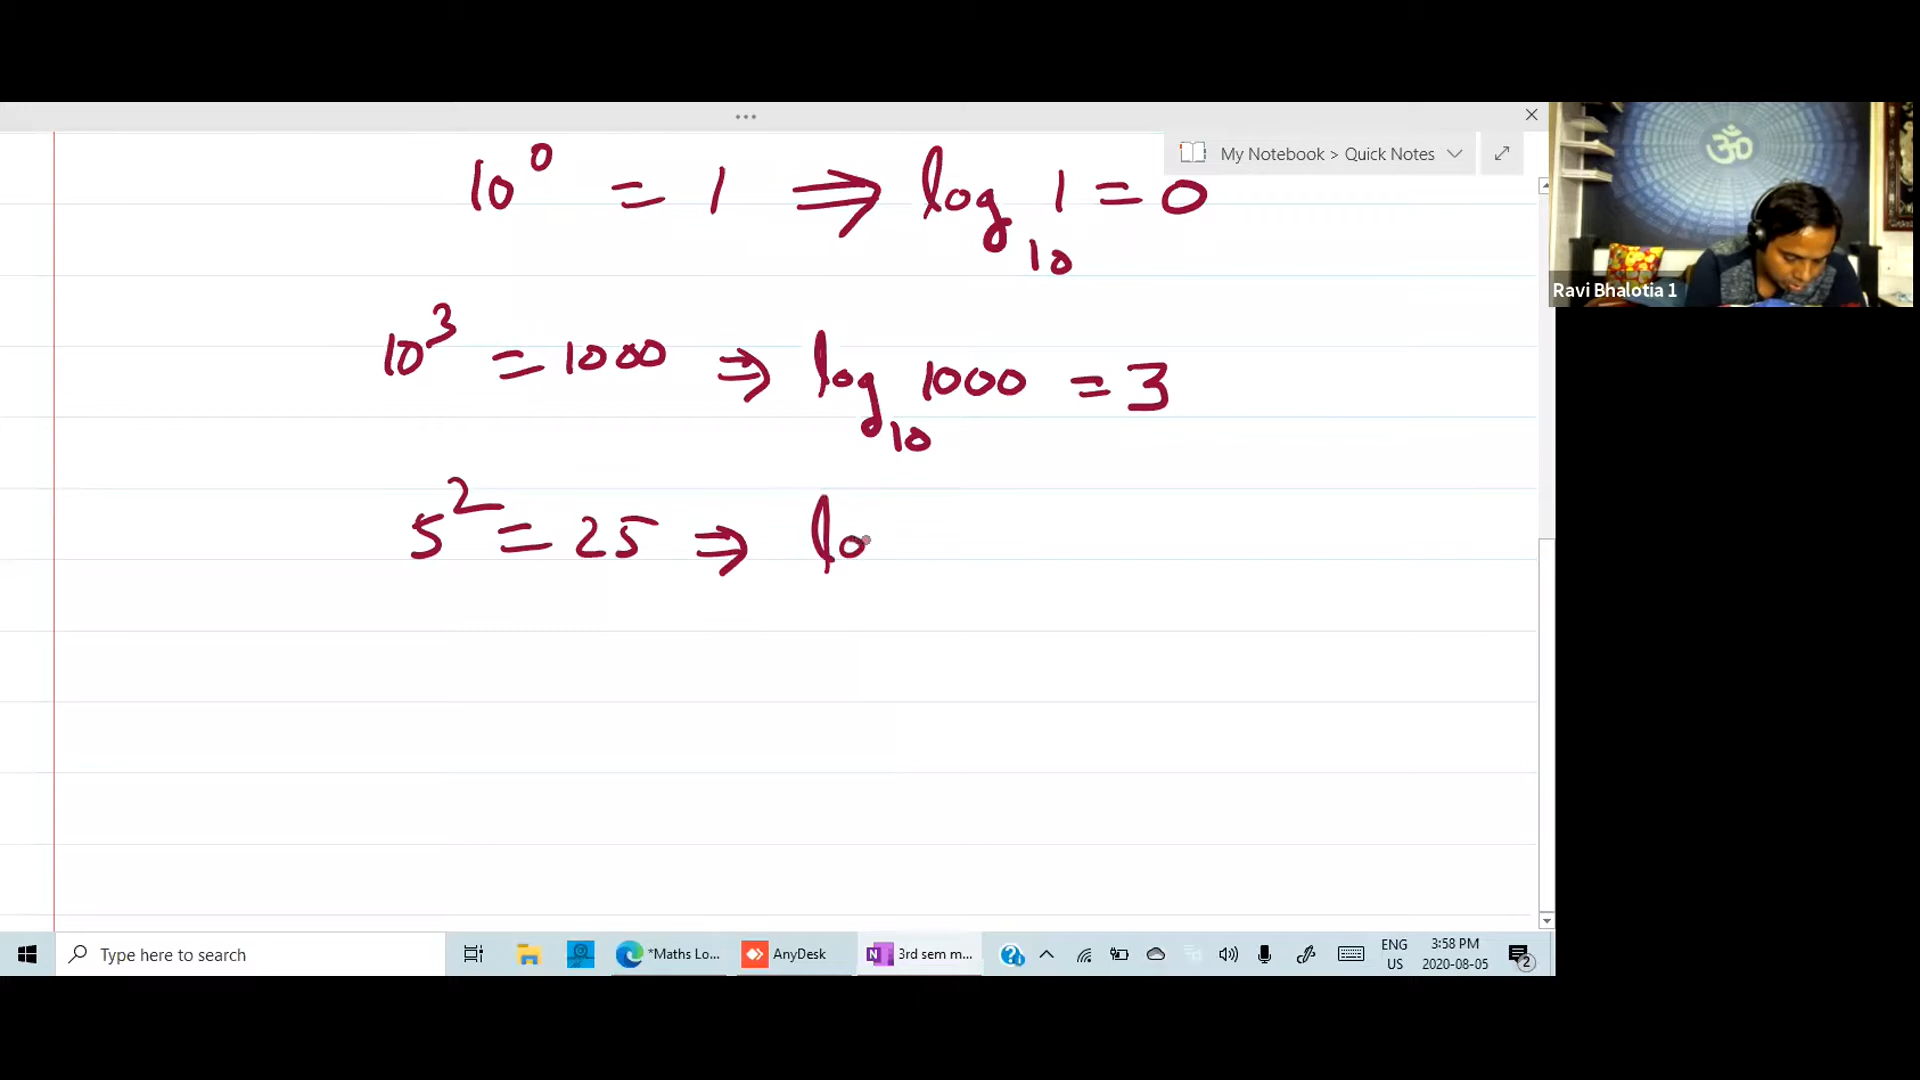 My Notebook > Quick Notes
10⁰ = 1 ⇒ log₁₀ 1 = 0
Ravi Bhalotia 1
10³ = 1000 ⇒ log₁₀ 1000 = 3
5² = 25 ⇒ lo
Type here to search
*Maths Lo...
AnyDesk
3rd sem m...
ENG
US
3:58 PM
2020-08-05
2